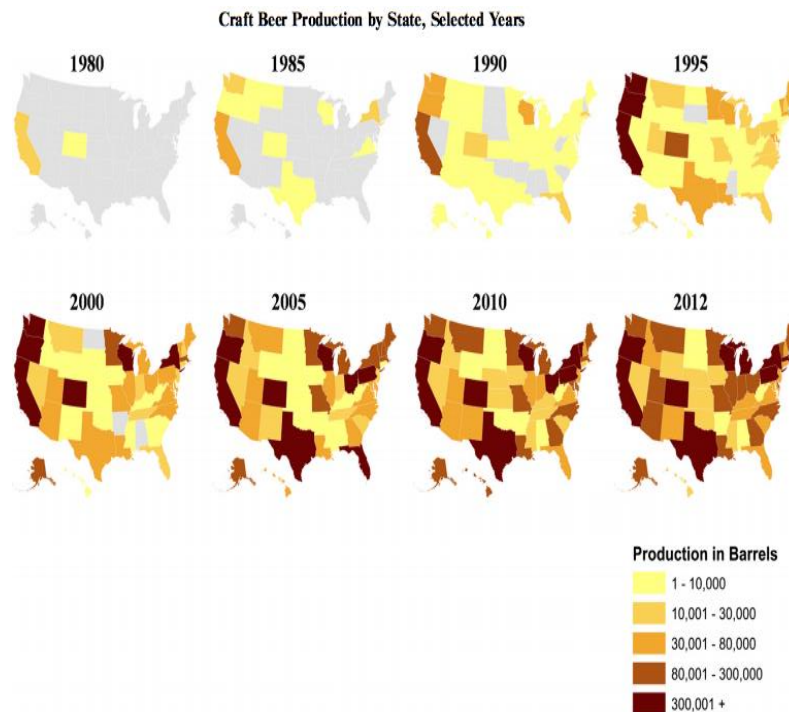 Craft Beer Production by State, Selected Years
1980 1985 1990 1995
2000 2005 2010 2012
Production in Barrels
1 - 10,000
10,001 - 30,000
30,001 - 80,000
80,001 - 300,000
300,001 +